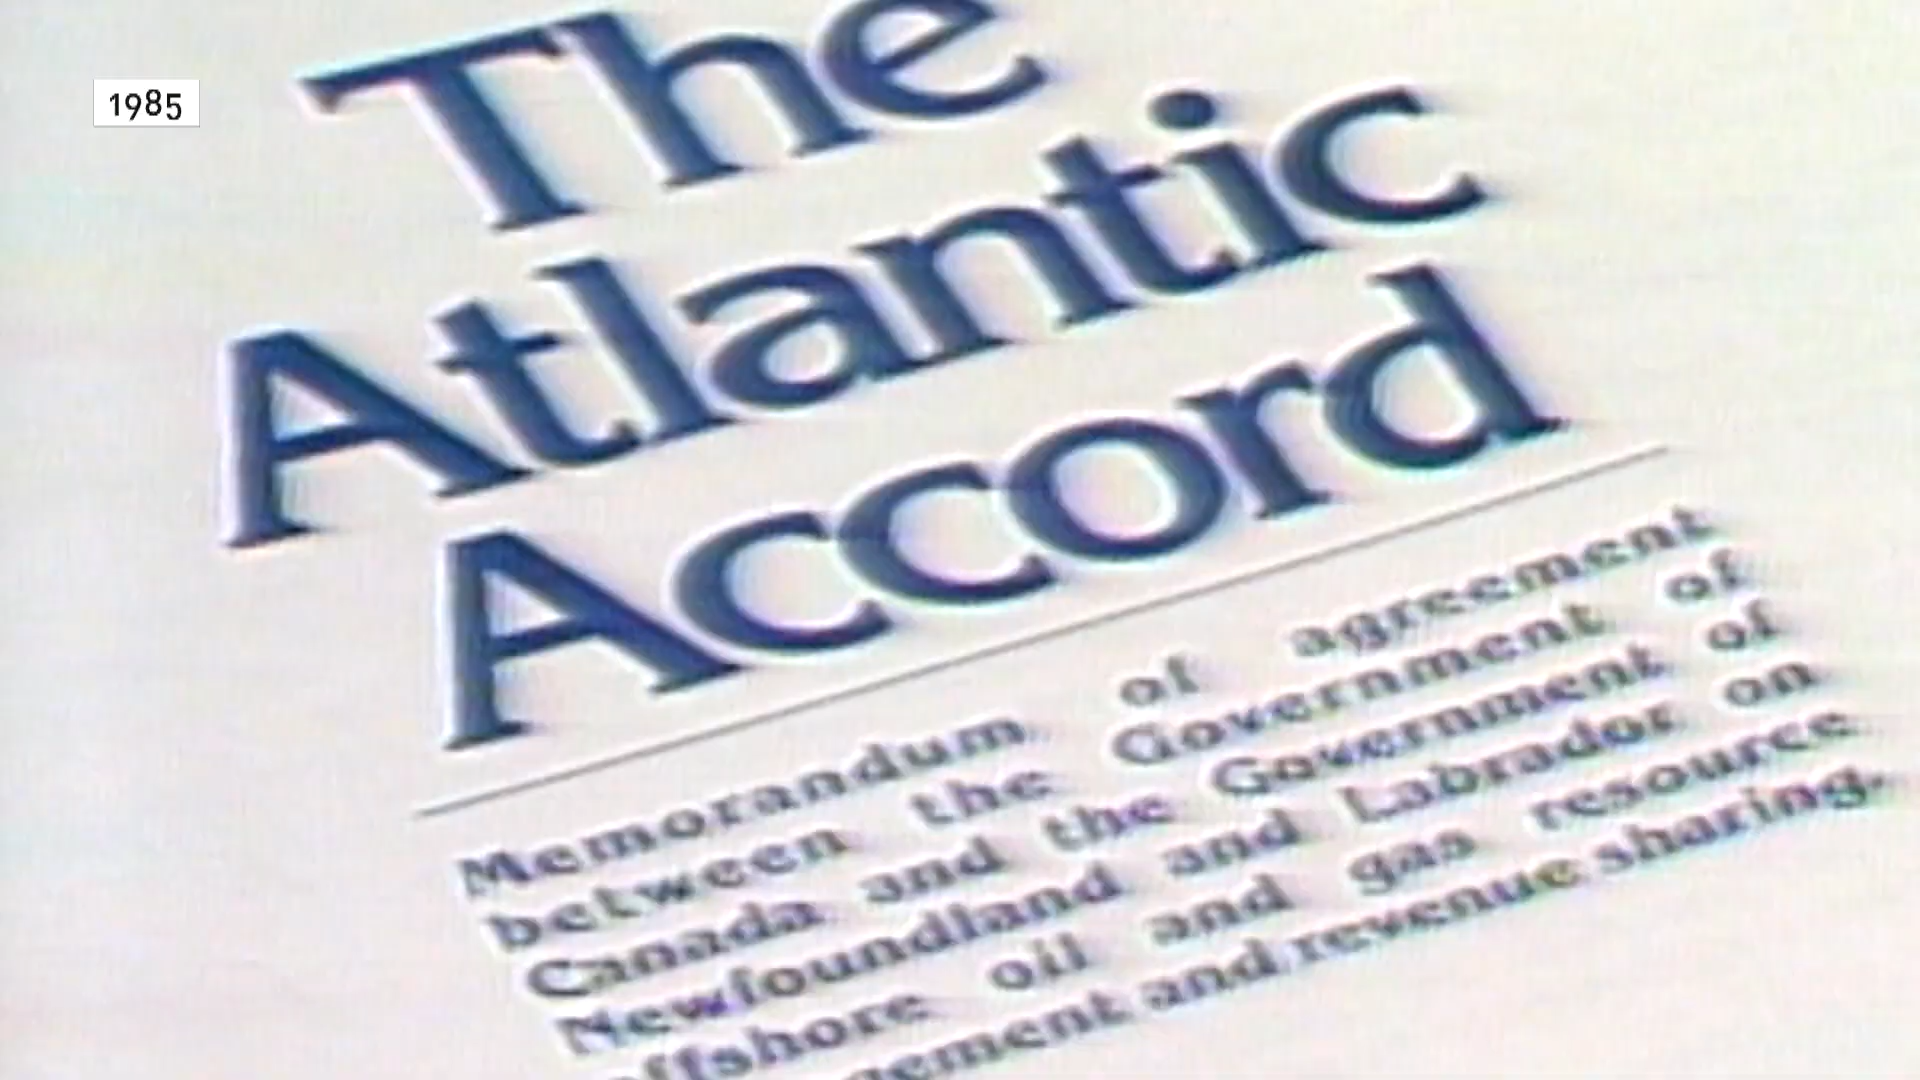 1985
The
Atlantic
Accord
Memorandum of agreement
between the Government of
Canada and the Government of
Newfoundland and Labrador on
offshore oil and gas resource
and revenue sharing.